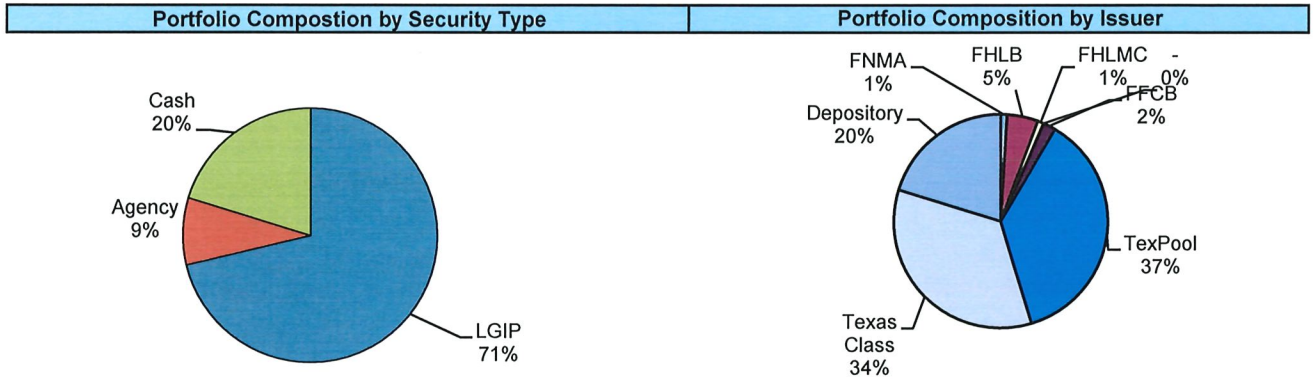 Portfolio Compostion by Security Type
Portfolio Composition by Issuer
Cash
20%
Agency
9%
LGIP
71%
FNMA
1%
FHLB
5%
FHLMC
1%
-
0%
FFCB
2%
Depository
20%
TexPool
37%
Texas
Class
34%